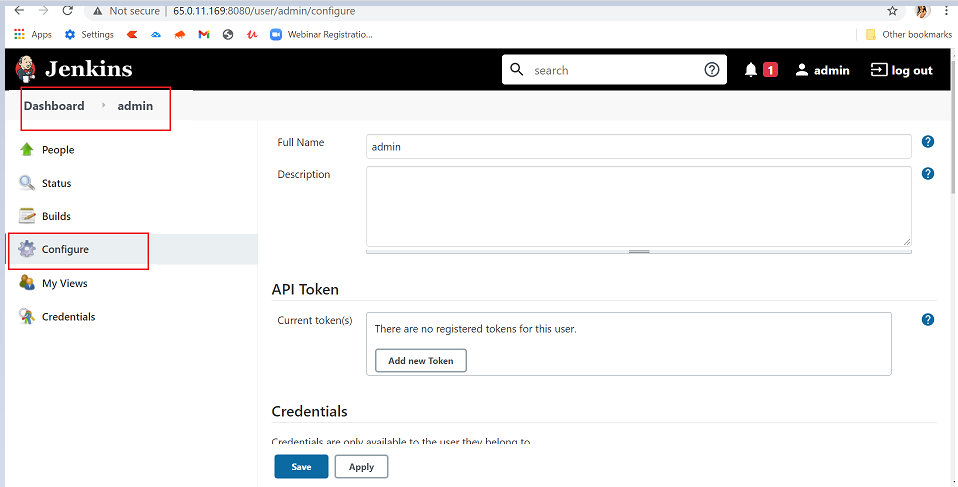 Not secure | 65.0.11.169:8080/user/admin/configure
Apps Settings Webinar Registratio... Other bookmarks
Jenkins search 1 admin log out
Dashboard admin
People
Status
Builds
Configure
My Views
Credentials
Full Name admin
Description
API Token
Current token(s) There are no registered tokens for this user.
Add new Token
Credentials
Credentials are only available to the user they belong to
Save Apply